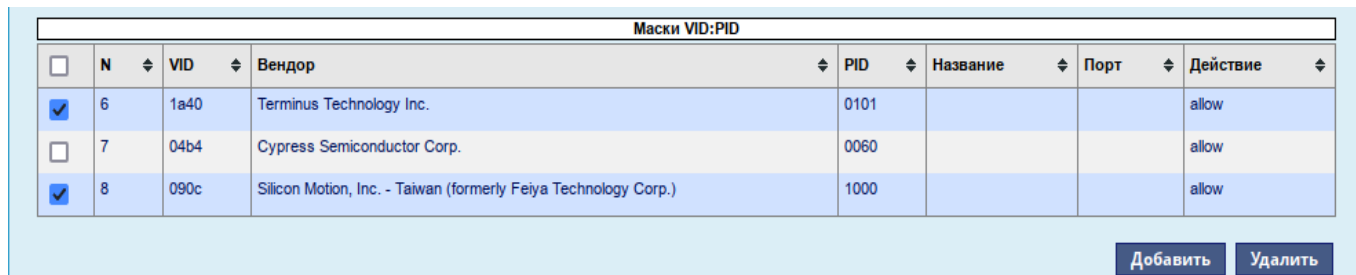 Маски VID:PID
N VID Вендор PID Название Порт Действие
6 1a40 Terminus Technology Inc. 0101 allow
7 04b4 Cypress Semiconductor Corp. 0060 allow
8 090c Silicon Motion, Inc. - Taiwan (formerly Feiya Technology Corp.) 1000 allow
Добавить Удалить